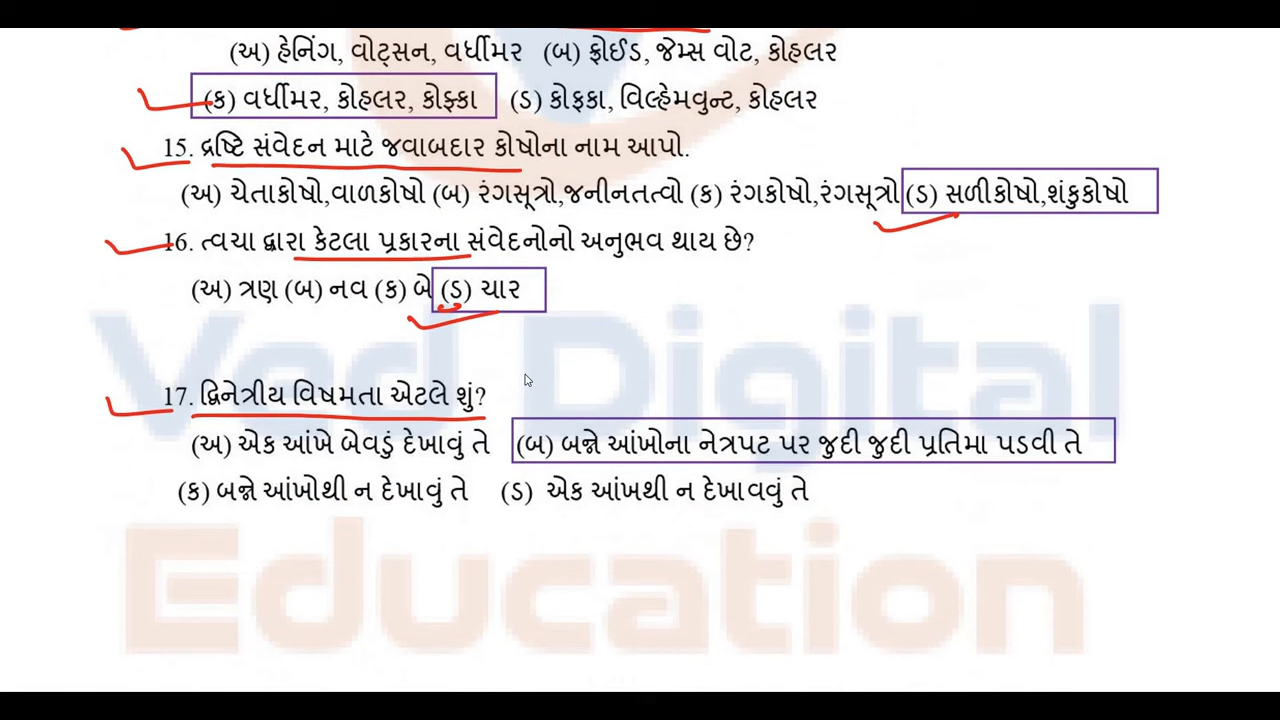 (અ) હેનિંગ, વોટ્સન, વર્ધીમર (બ) ફ્રોઈડ, જેમ્સ વોટ, કોહલર
(ક) વર્ધીમર, કોહલર, કોફ્કા (ડ) કોફકા, વિલ્હેમવુન્ટ, કોહલર
15. દ્રષ્ટિ સંવેદન માટે જવાબદાર કોષોના નામ આપો.
(અ) ચેતાકોષો,વાળકોષો (બ) રંગસૂત્રો,જનીનતત્વો (ક) રંગકોષો,રંગસૂત્રો (ડ) સળીકોષો,શંકુકોષો
16. ત્વચા દ્વારા કેટલા પ્રકારના સંવેદનોનો અનુભવ થાય છે?
(અ) ત્રણ (બ) નવ (ક) બે (ડ) ચાર
17. દ્વિનેત્રીય વિષમતા એટલે શું?
(અ) એક આંખે બેવડું દેખાવું તે (બ) બન્ને આંખોના નેત્રપટ પર જુદી જુદી પ્રતિમા પડવી તે
(ક) બન્ને આંખોથી ન દેખાવું તે (ડ) એક આંખથી ન દેખાવવું તે
Ved Digital
Education